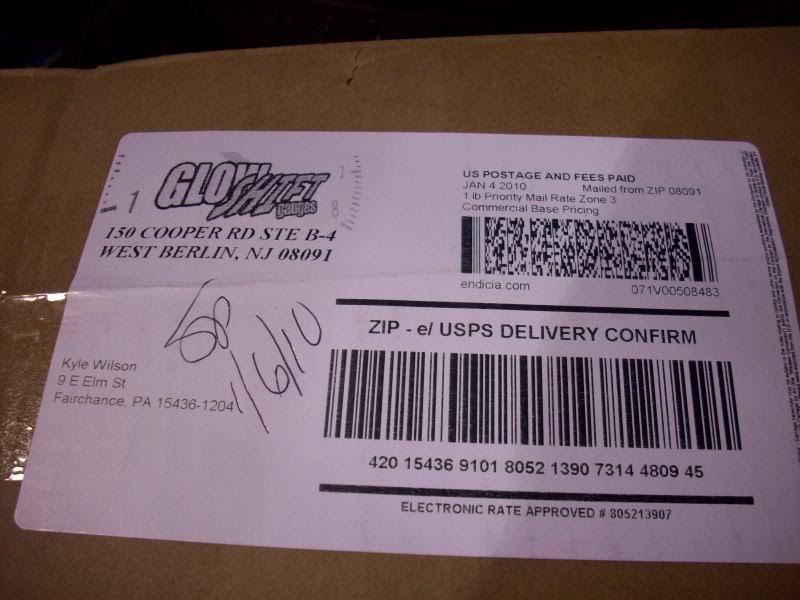 GLOWSHIFT
Gauges
150 COOPER RD STE B-4
WEST BERLIN, NJ 08091
US POSTAGE AND FEES PAID
JAN 4 2010 Mailed from ZIP 08091
1 lb Priority Mail Rate Zone 3
Commercial Base Pricing
endicia.com 071V00508483
1/6/10
Kyle Wilson
9 E Elm St
Fairchance, PA 15436-1204
ZIP - e/ USPS DELIVERY CONFIRM
420 15436 9101 8052 1390 7314 4809 45
ELECTRONIC RATE APPROVED # 805213907